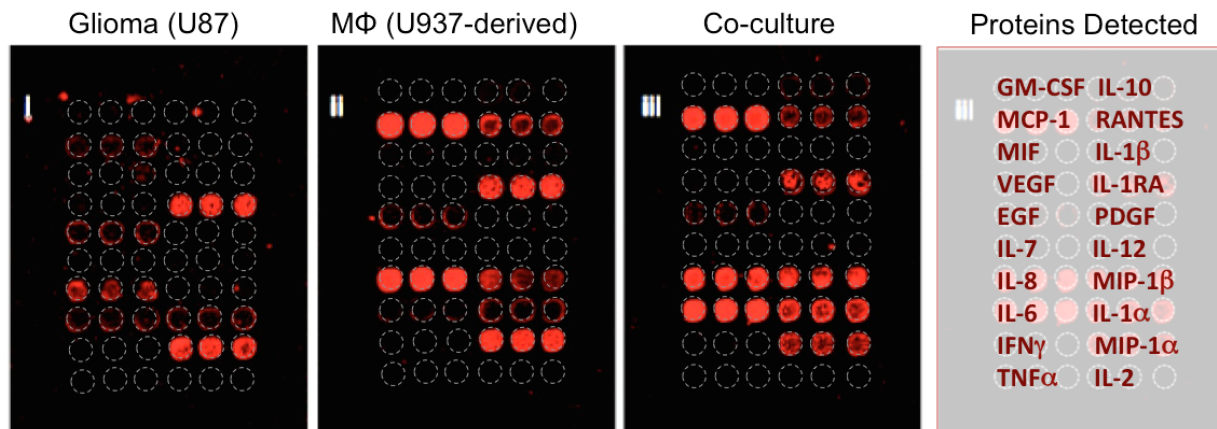 Glioma (U87) MΦ (U937-derived) Co-culture Proteins Detected
i ii iii iii
GM-CSF IL-10
MCP-1 RANTES
MIF IL-1β
VEGF IL-1RA
EGF PDGF
IL-7 IL-12
IL-8 MIP-1β
IL-6 IL-1α
IFNγ MIP-1α
TNFα IL-2